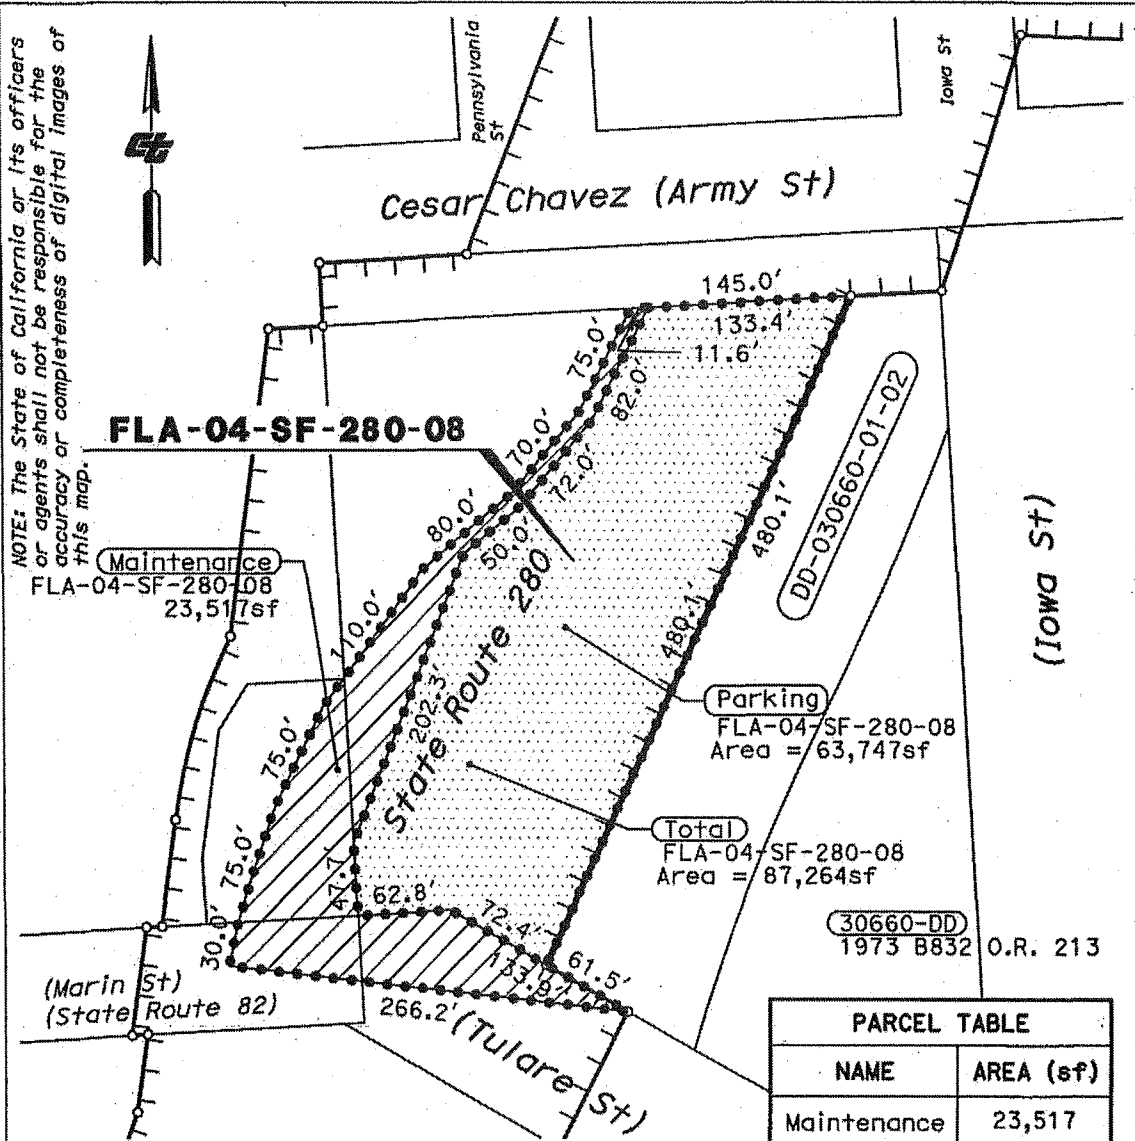 NOTE: The State of California or its officers
or agents shall not be responsible for the
accuracy or completeness of digital images of
this map.
Pennsylvania
St
Iowa St
Cesar Chavez (Army St)
145.0'
133.4'
11.6'
75.0'
82.0'
FLA-04-SF-280-08
70.0'
72.0'
80.0'
50.0'
DD-030660-01-02
480.1'
480.1'
(Iowa St)
Maintenance
FLA-04-SF-280-08
23,517sf
110.0'
202.3'
State Route 280
Parking
FLA-04-SF-280-08
Area = 63,747sf
75.0'
Total
FLA-04-SF-280-08
Area = 87,264sf
75.0'
47.7'
62.8'
72.4'
30660-DD
1973 B832 O.R. 213
30.0'
133.9'
61.5'
(Marin St)
(State Route 82)
266.2'
(Tulare St)
PARCEL TABLE
NAME AREA (sf)
Maintenance 23,517